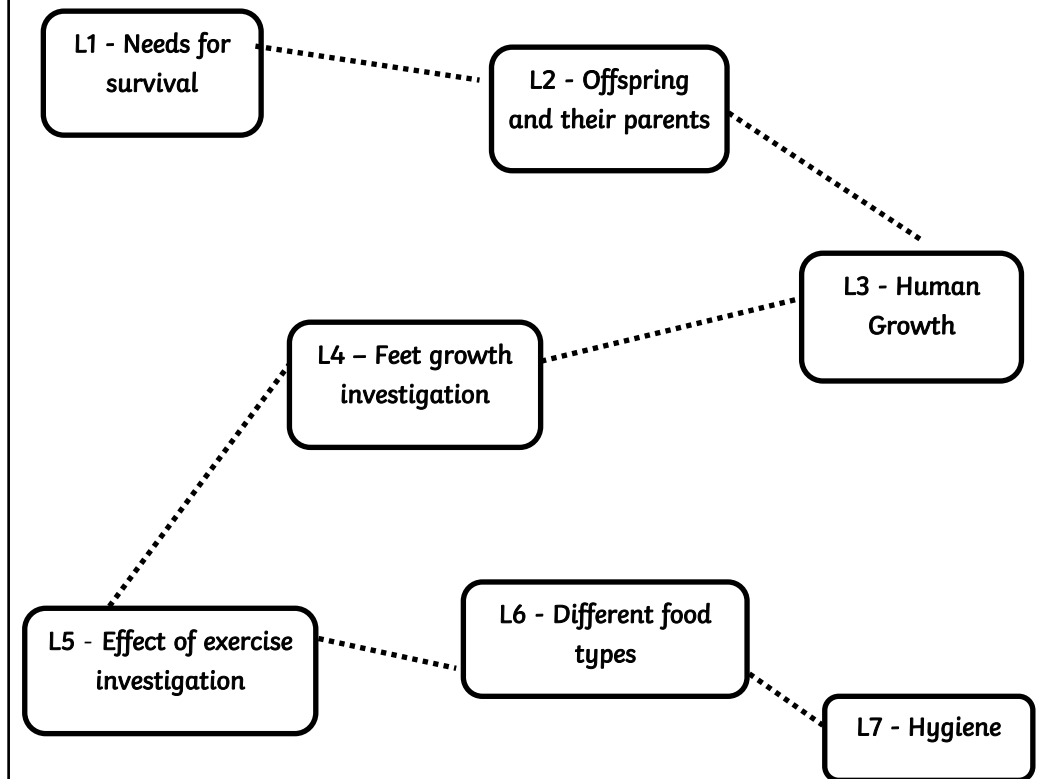 L1 - Needs for
survival
L2 - Offspring
and their parents
L3 - Human
Growth
L4 – Feet growth
investigation
L5 - Effect of exercise
investigation
L6 - Different food
types
L7 - Hygiene